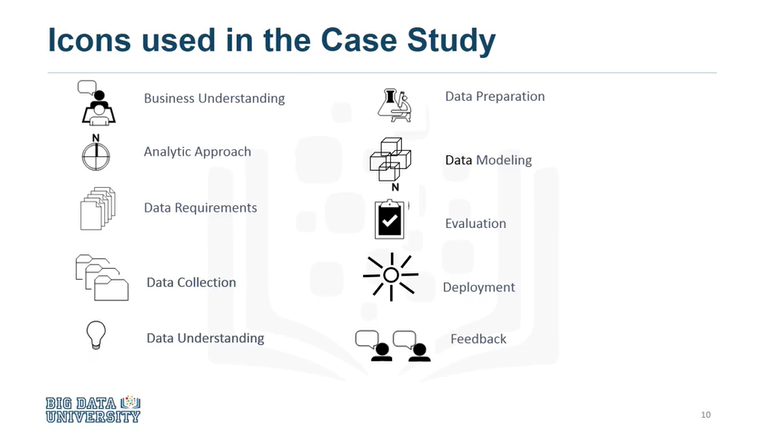 Icons used in the Case Study
Business Understanding
N
Analytic Approach
Data Requirements
Data Collection
Data Understanding
Data Preparation
Data Modeling
N
Evaluation
Deployment
Feedback
BIG DATA
UNIVERSITY
10